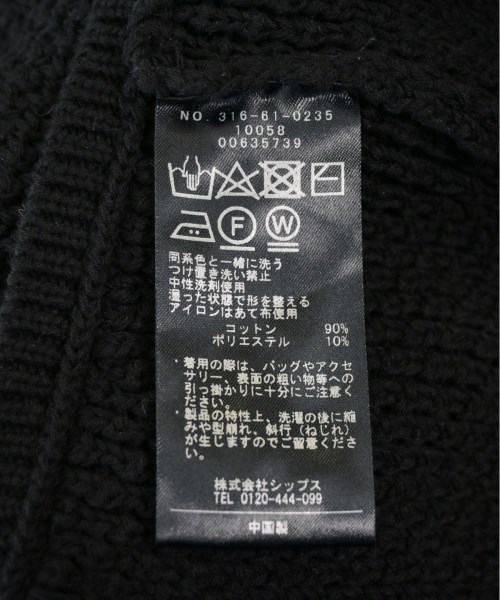 NO. 316-61-0235
10058
00635739
F W
同系色と一緒に洗う
つけ置き洗い禁止
中性洗剤使用
湿った状態で形を整える
アイロンはあて布使用
コットン 90%
ポリエステル 10%
・着用の際は、バッグやアクセ
サリー、表面の粗い物等への
引っ掛かりに十分にご注意く
ださい。
・製品の特性上、洗濯の後に縮
みや型崩れ、斜行(ねじれ)
が生じますのでご留意くださ
い。
株式会社シップス
TEL 0120-444-099
中国製